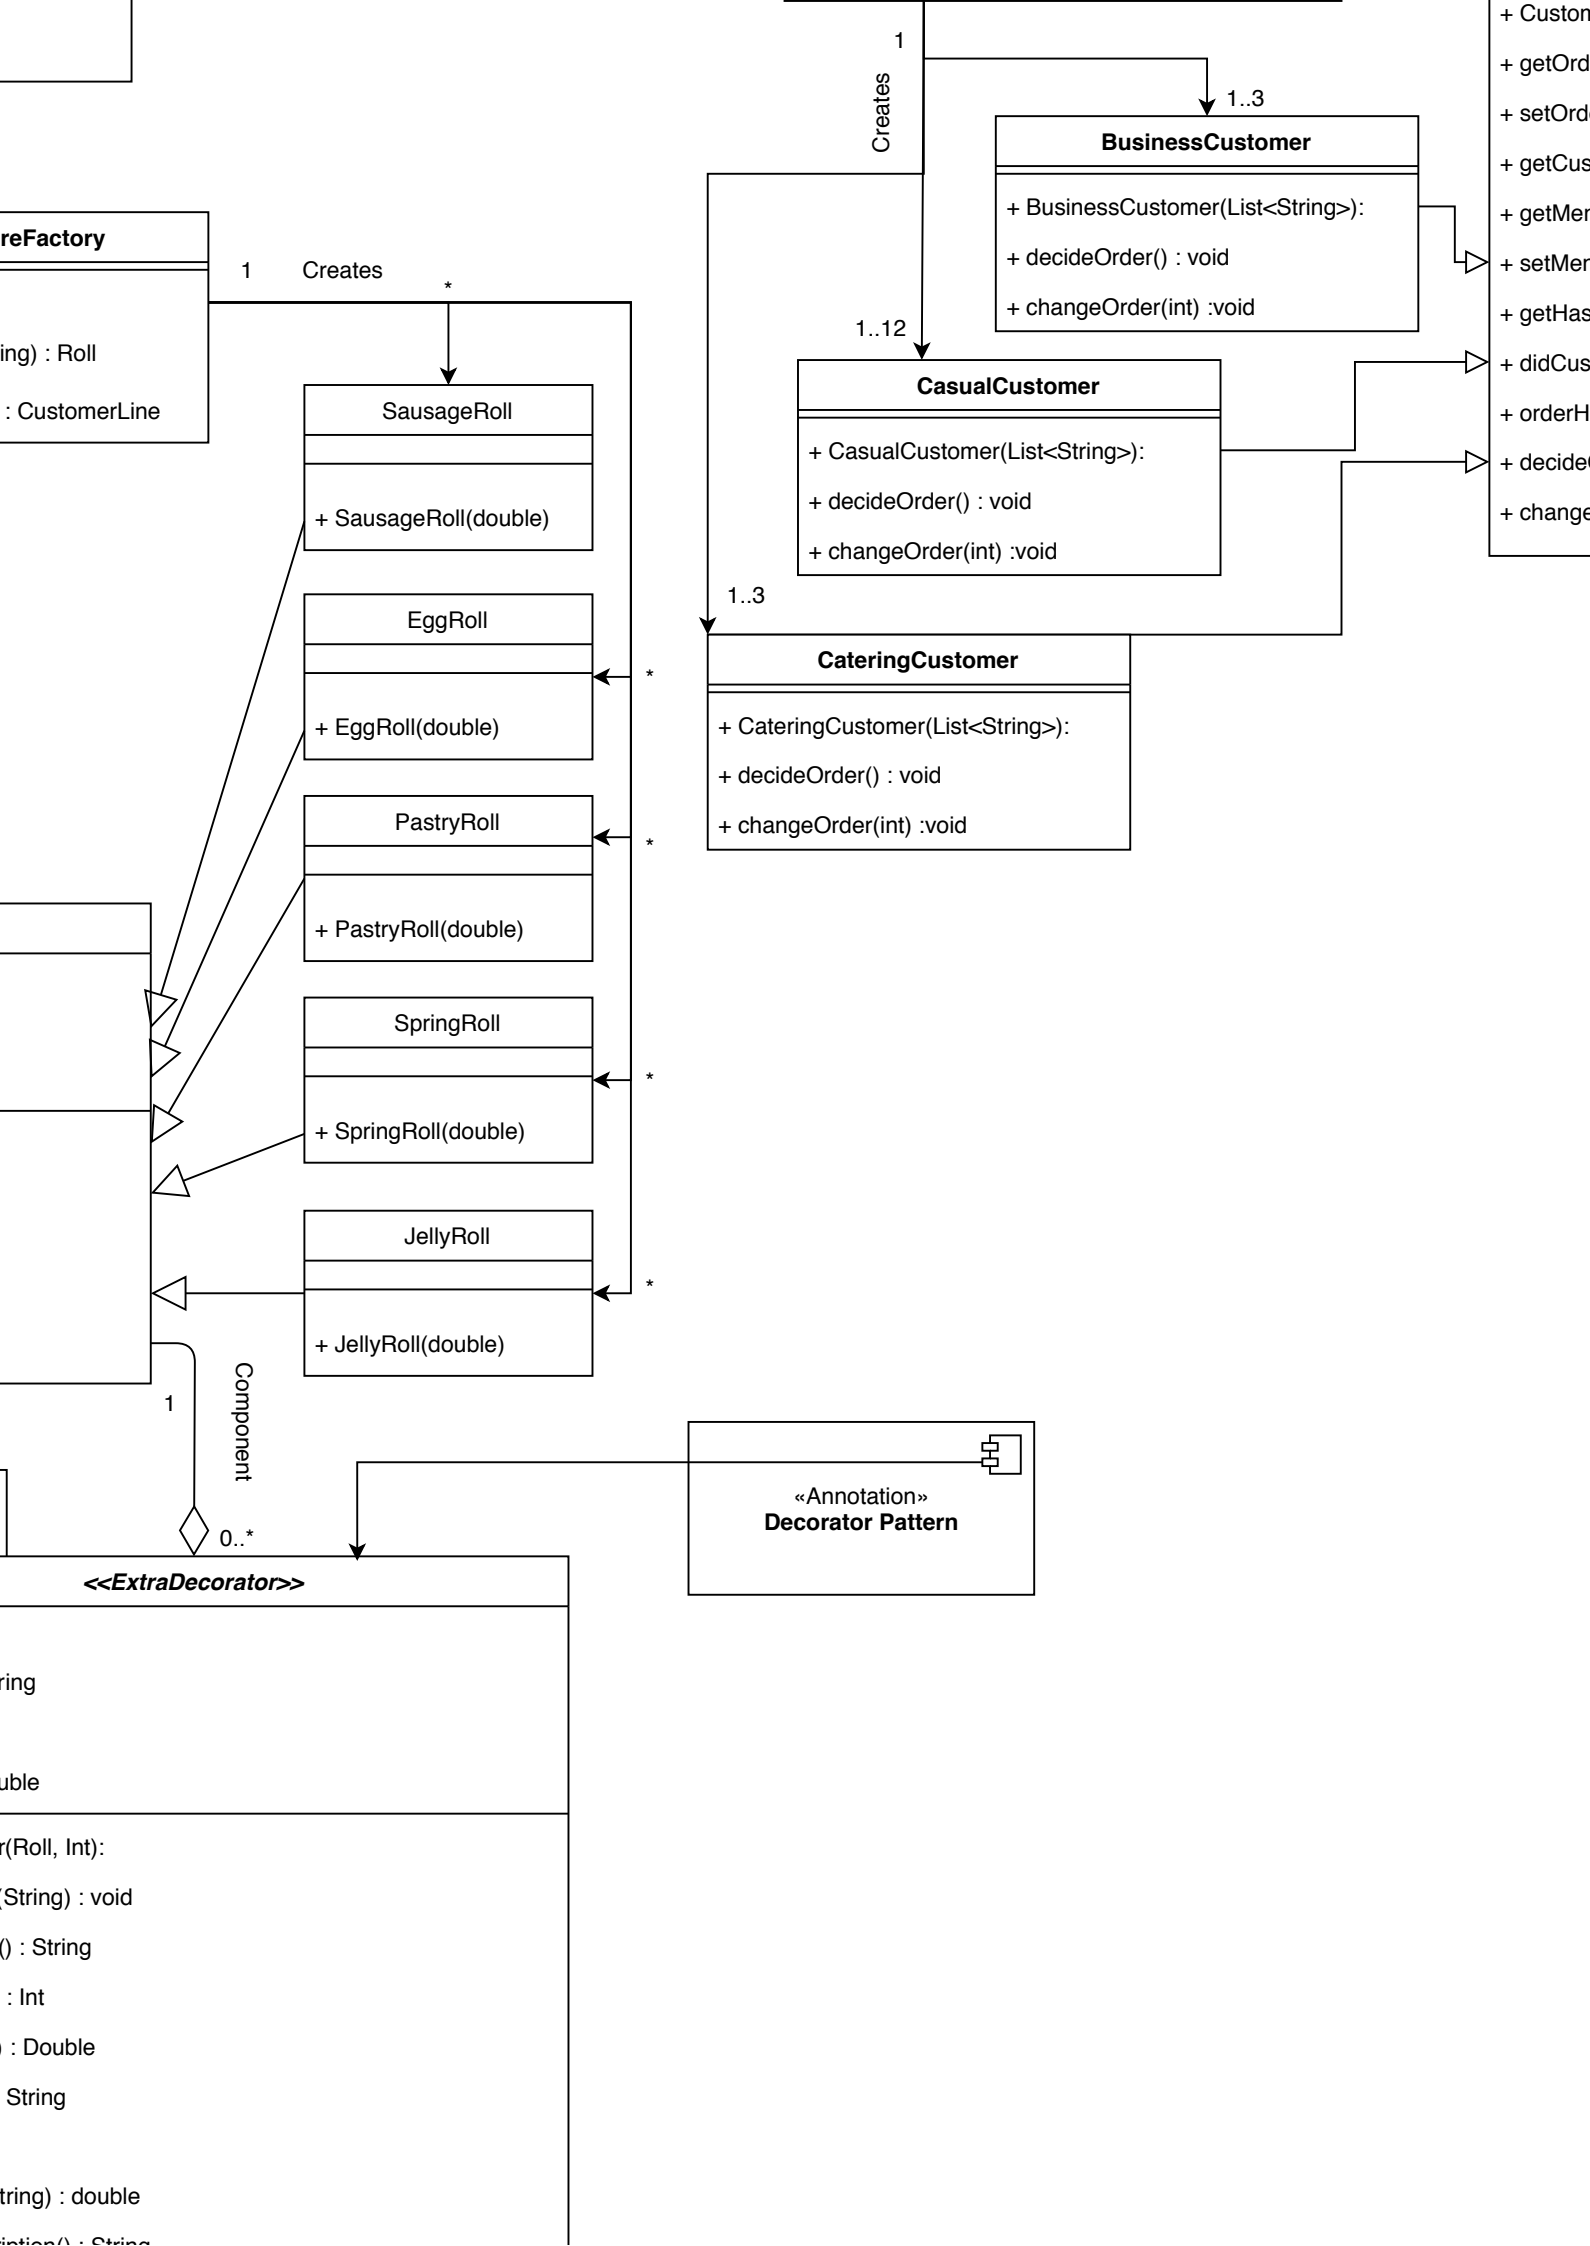 1
Creates
1..3
BusinessCustomer
+ BusinessCustomer(List<String>):
+ decideOrder() : void
+ changeOrder(int) :void
+ Custom
+ getOrd
+ setOrd
+ getCus
+ getMen
+ setMen
+ getHas
+ didCus
+ orderH
+ decide
+ change
reFactory
ing) : Roll
: CustomerLine
1
Creates
*
SausageRoll
+ SausageRoll(double)
EggRoll
+ EggRoll(double)
*
PastryRoll
+ PastryRoll(double)
*
SpringRoll
+ SpringRoll(double)
*
JellyRoll
+ JellyRoll(double)
*
1..12
CasualCustomer
+ CasualCustomer(List<String>):
+ decideOrder() : void
+ changeOrder(int) :void
1..3
CateringCustomer
+ CateringCustomer(List<String>):
+ decideOrder() : void
+ changeOrder(int) :void
1
Component
0..*
«Annotation»
Decorator Pattern
<<ExtraDecorator>>
ring
uble
r(Roll, Int):
(String) : void
() : String
: Int
) : Double
String
tring) : double
iption() : String